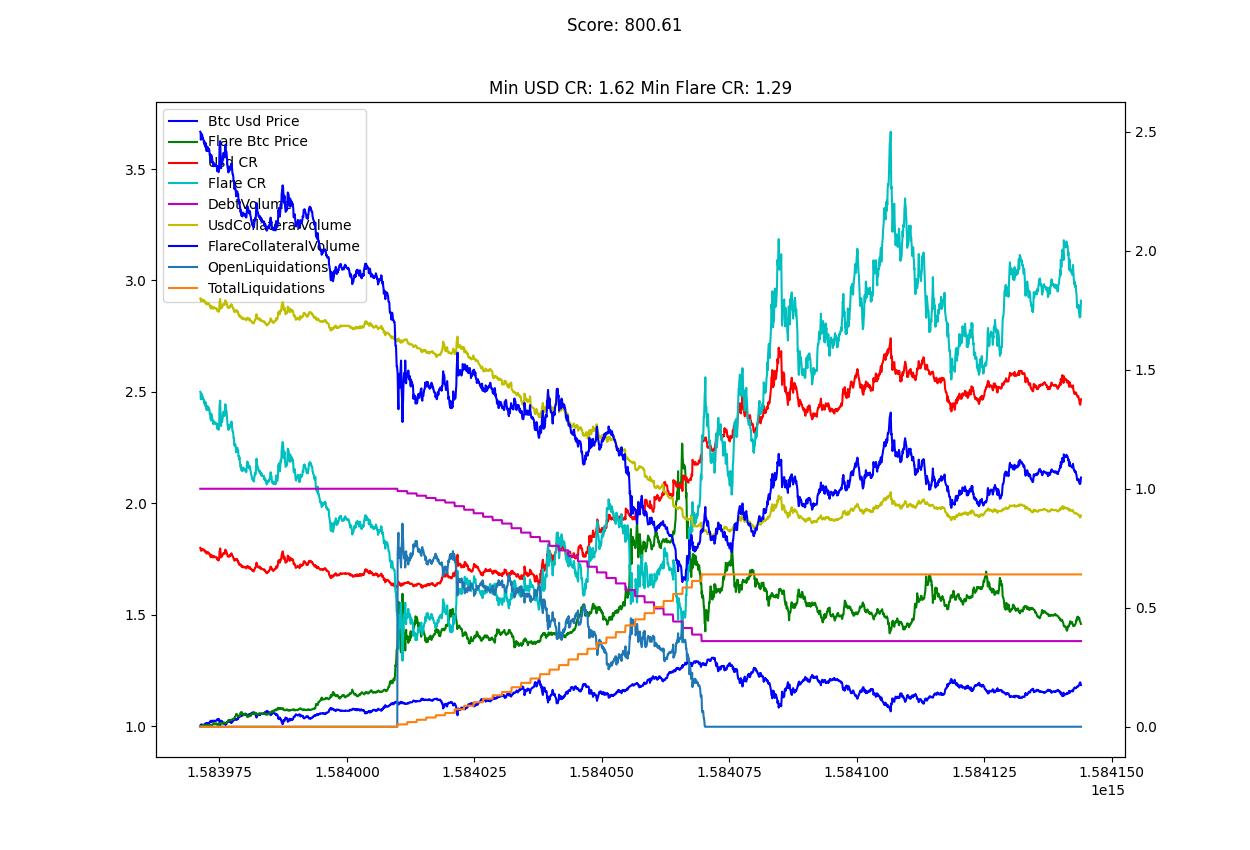 Score: 800.61
Min USD CR: 1.62 Min Flare CR: 1.29
Btc Usd Price
Flare Btc Price
Usd CR
Flare CR
DebtVolume
UsdCollateralVolume
FlareCollateralVolume
OpenLiquidations
TotalLiquidations
3.5
3.0
2.5
2.0
1.5
1.0
2.5
2.0
1.5
1.0
0.5
0.0
1.583975 1.584000 1.584025 1.584050 1.584075 1.584100 1.584125 1.584150
1e15